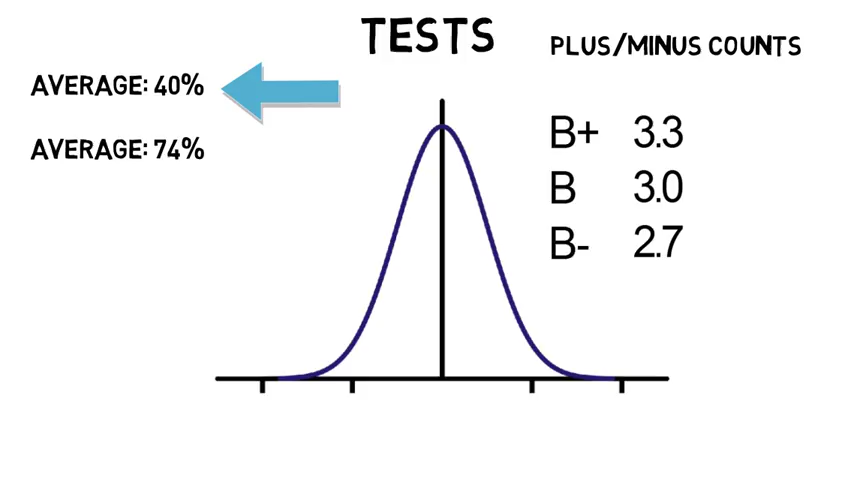 TESTS
PLUS/MINUS COUNTS
AVERAGE: 40%
AVERAGE: 74%
B+ 3.3
B 3.0
B- 2.7